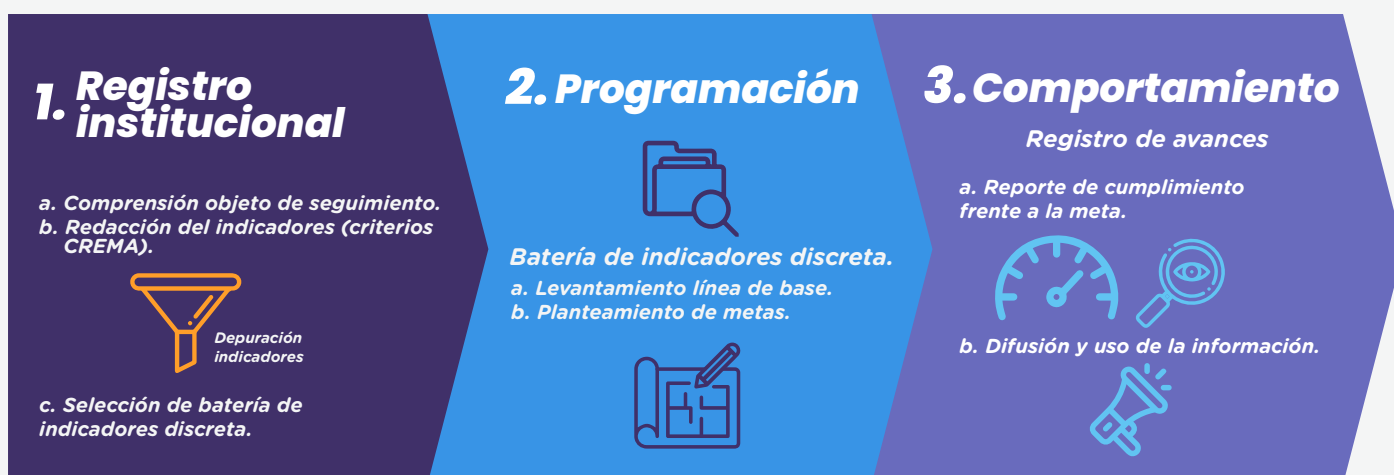 1. Registro
institucional
a. Comprensión objeto de seguimiento.
b. Redacción del indicadores (criterios
CREMA).
Depuración
indicadores
c. Selección de batería de
indicadores discreta.
2. Programación
Batería de indicadores discreta.
a. Levantamiento línea de base.
b. Planteamiento de metas.
3. Comportamiento
Registro de avances
a. Reporte de cumplimiento
frente a la meta.
b. Difusión y uso de la información.